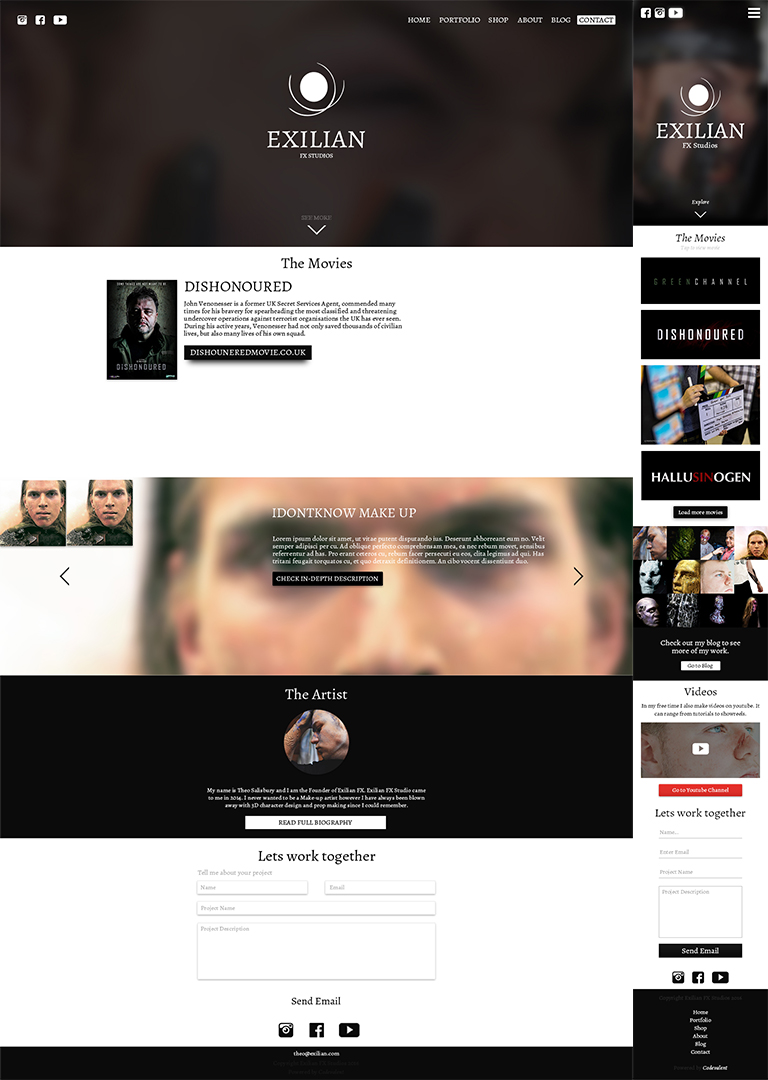 HOME PORTFOLIO SHOP ABOUT BLOG CONTACT
EXILIAN
FX STUDIOS
SEE MORE
The Movies
DISHONOURED
DISHONOURED
John Venonesser is a former UK Secret Services Agent, commended many
times for his bravery for spearheading the most classified and threatening
undercover operations against terrorist organisations the UK has ever seen.
During his active years, Venonesser had not only saved thousands of civilian
lives, but also many lives of his own squad.
DISHOUNEREDMOVIE.CO.UK
IDONTKNOW MAKE UP
Lorem ipsum dolor sit amet, ut vitae putent disputando ius. Deserunt abhorreant eum no. Velit
semper adipisci per cu. Ad oblique perfecto comprehensam mea, ea nec rebum movet, sensibus
referrentur ad has. Pro erant ceteros cu, rebum facer persecuti eu eos, clita legimus ad qui. Has
tritani feugait torquatos cu, et quo detraxit definitionem. An cibo vocent dissentiunt duo.
CHECK IN-DEPTH DESCRIPTION
The Artist
My name is Theo Salisbury and I am the Founder of Exilian FX. Exilian FX Studio came
to me in 2014. I never wanted to be a Make-up artist however I have always been blown
away with 3D character design and prop making since I could remember.
READ FULL BIOGRAPHY
Lets work together
Tell me about your project
Name Email
Project Name
Project Description
Send Email
theo@exilian.com
EXILIAN
FX Studios
Explore
The Movies
Tap to view movie
GREENCHANNEL
DISHONOURED
HALLUSINOGEN
Load more movies
Check out my blog to see
more of my work.
Go to Blog
Videos
In my free time I also make videos on youtube. It
can range from tutorials to showreels.
Go to Youtube Channel
Lets work together
Name...
Enter Email
Project Name
Project Description
Send Email
Copyright Exilian FX Studios
Home
Portfolio
Shop
About
Blog
Contact
Powered by Codevalent